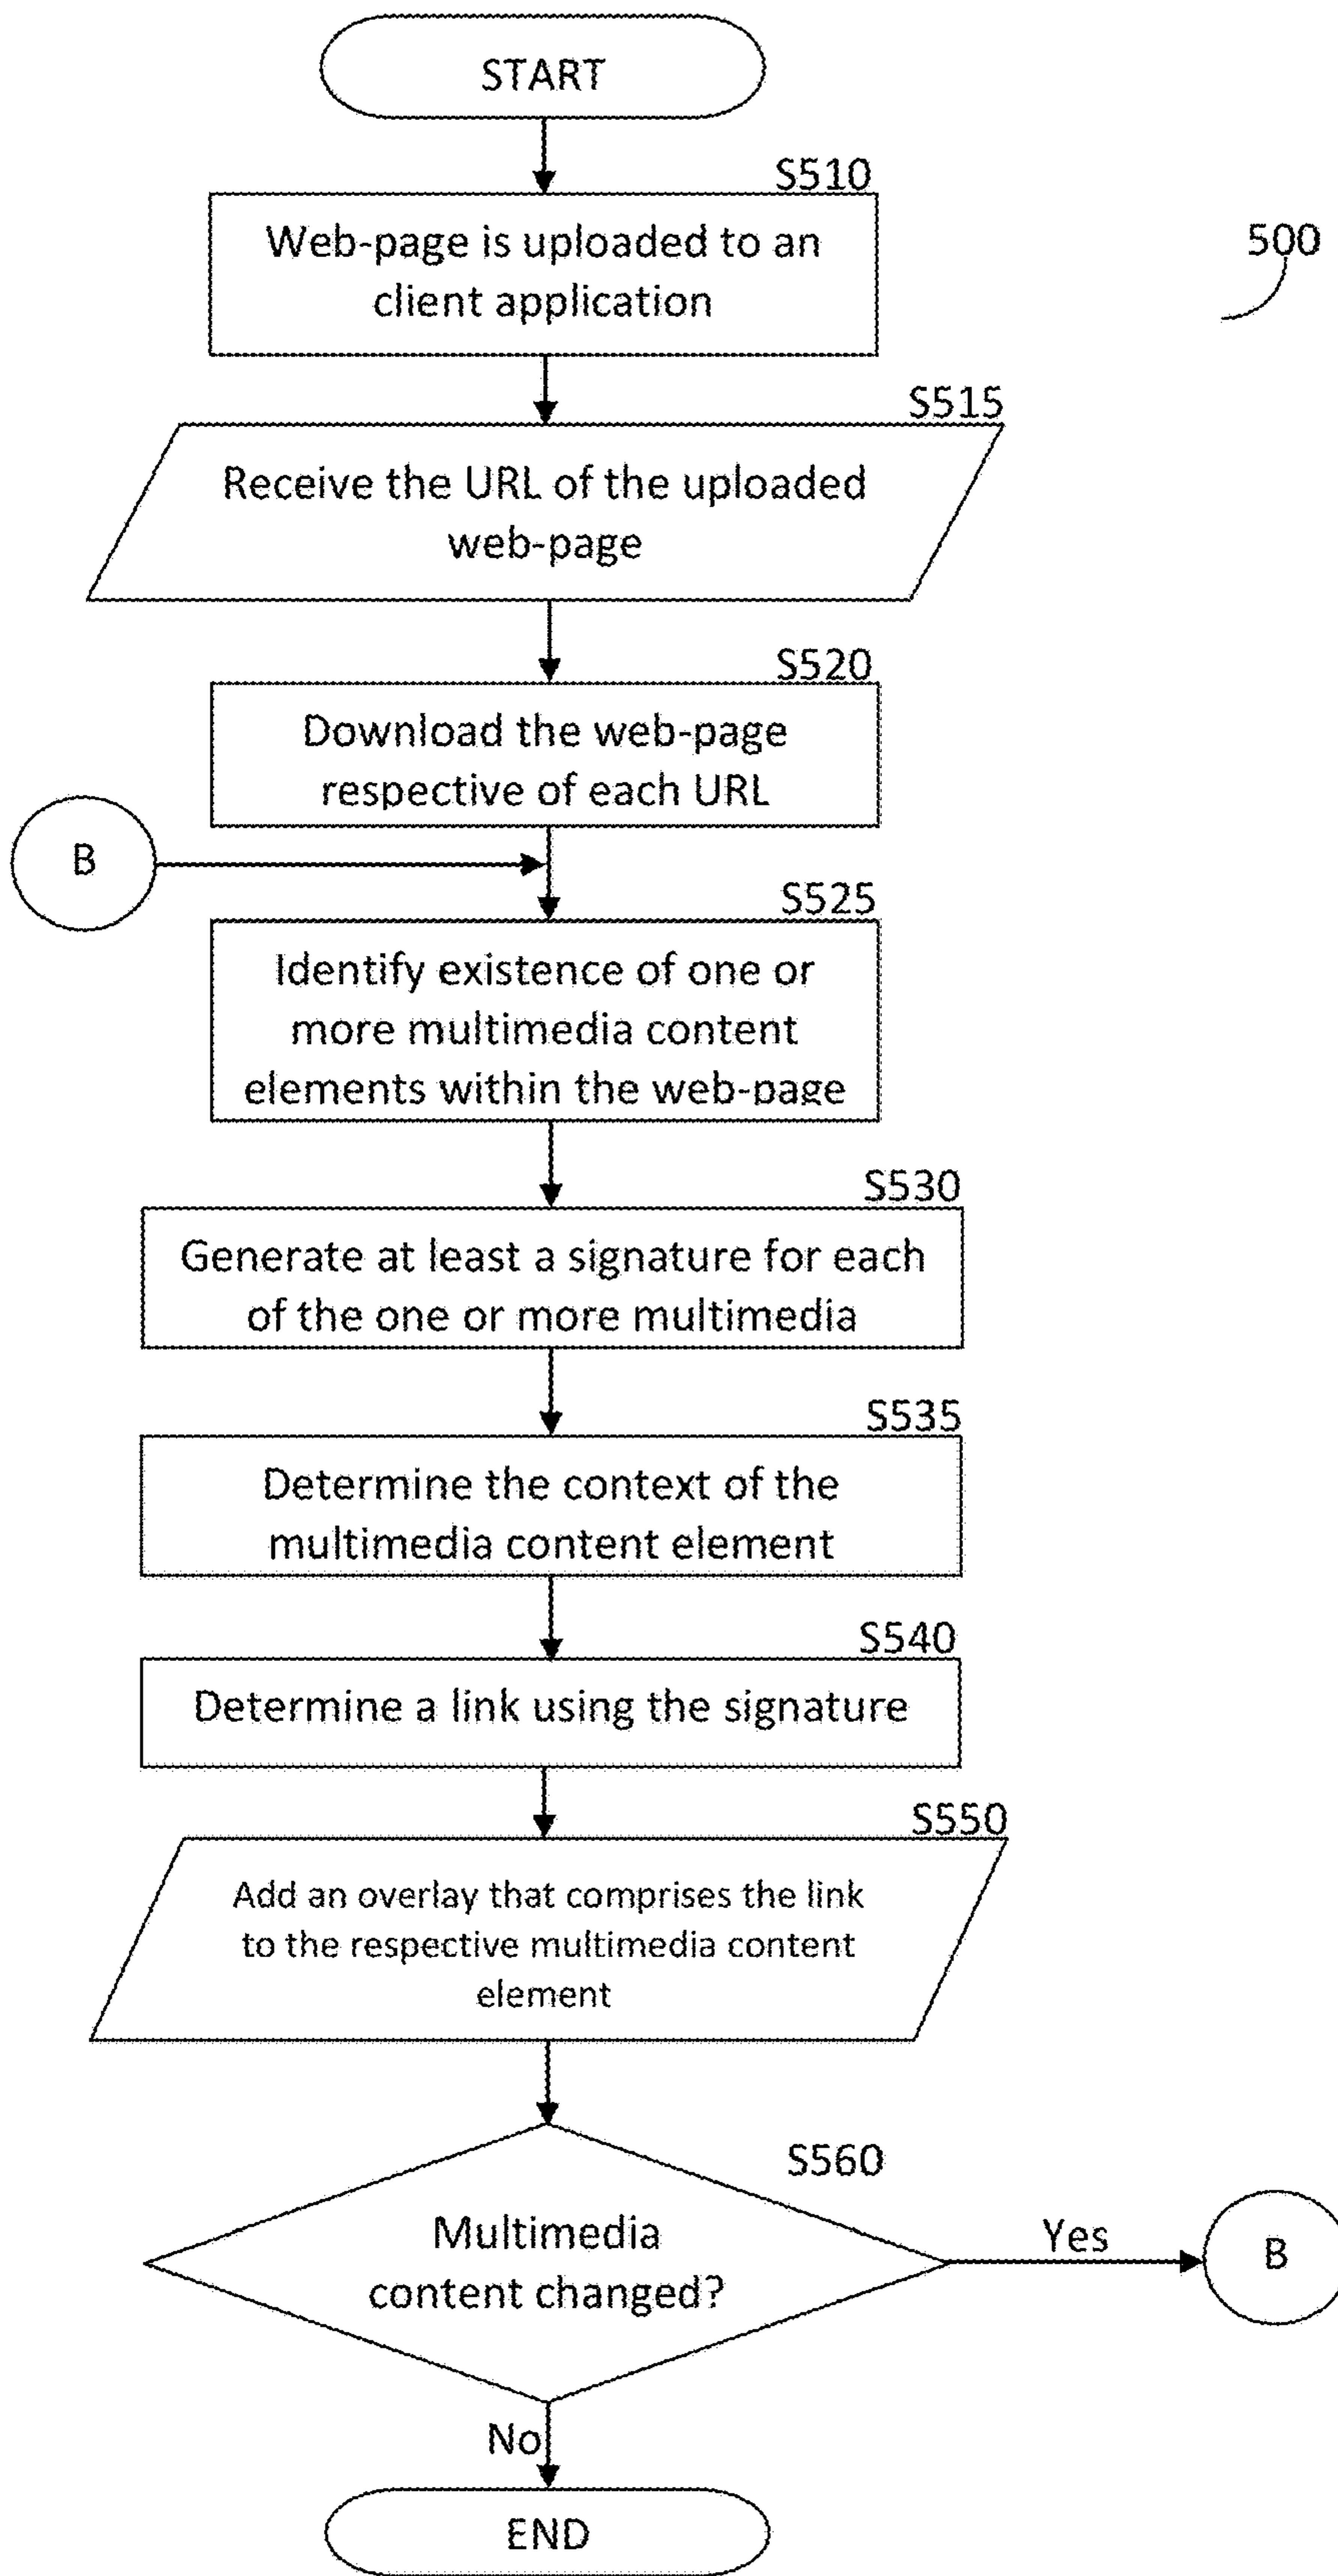 START
S510
Web-page is uploaded to an
client application
500
S515
Receive the URL of the uploaded
web-page
S520
Download the web-page
respective of each URL
B
S525
Identify existence of one or
more multimedia content
elements within the web-page
S530
Generate at least a signature for each
of the one or more multimedia
S535
Determine the context of the
multimedia content element
S540
Determine a link using the signature
S550
Add an overlay that comprises the link
to the respective multimedia content
element
S560
Multimedia
content changed?
Yes
B
No
END